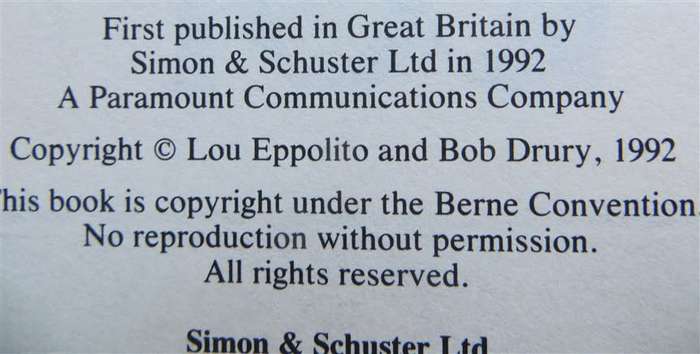 First published in Great Britain by
Simon & Schuster Ltd in 1992
A Paramount Communications Company
Copyright © Lou Eppolito and Bob Drury, 1992
his book is copyright under the Berne Convention
No reproduction without permission.
All rights reserved.
Simon & Schuster Ltd